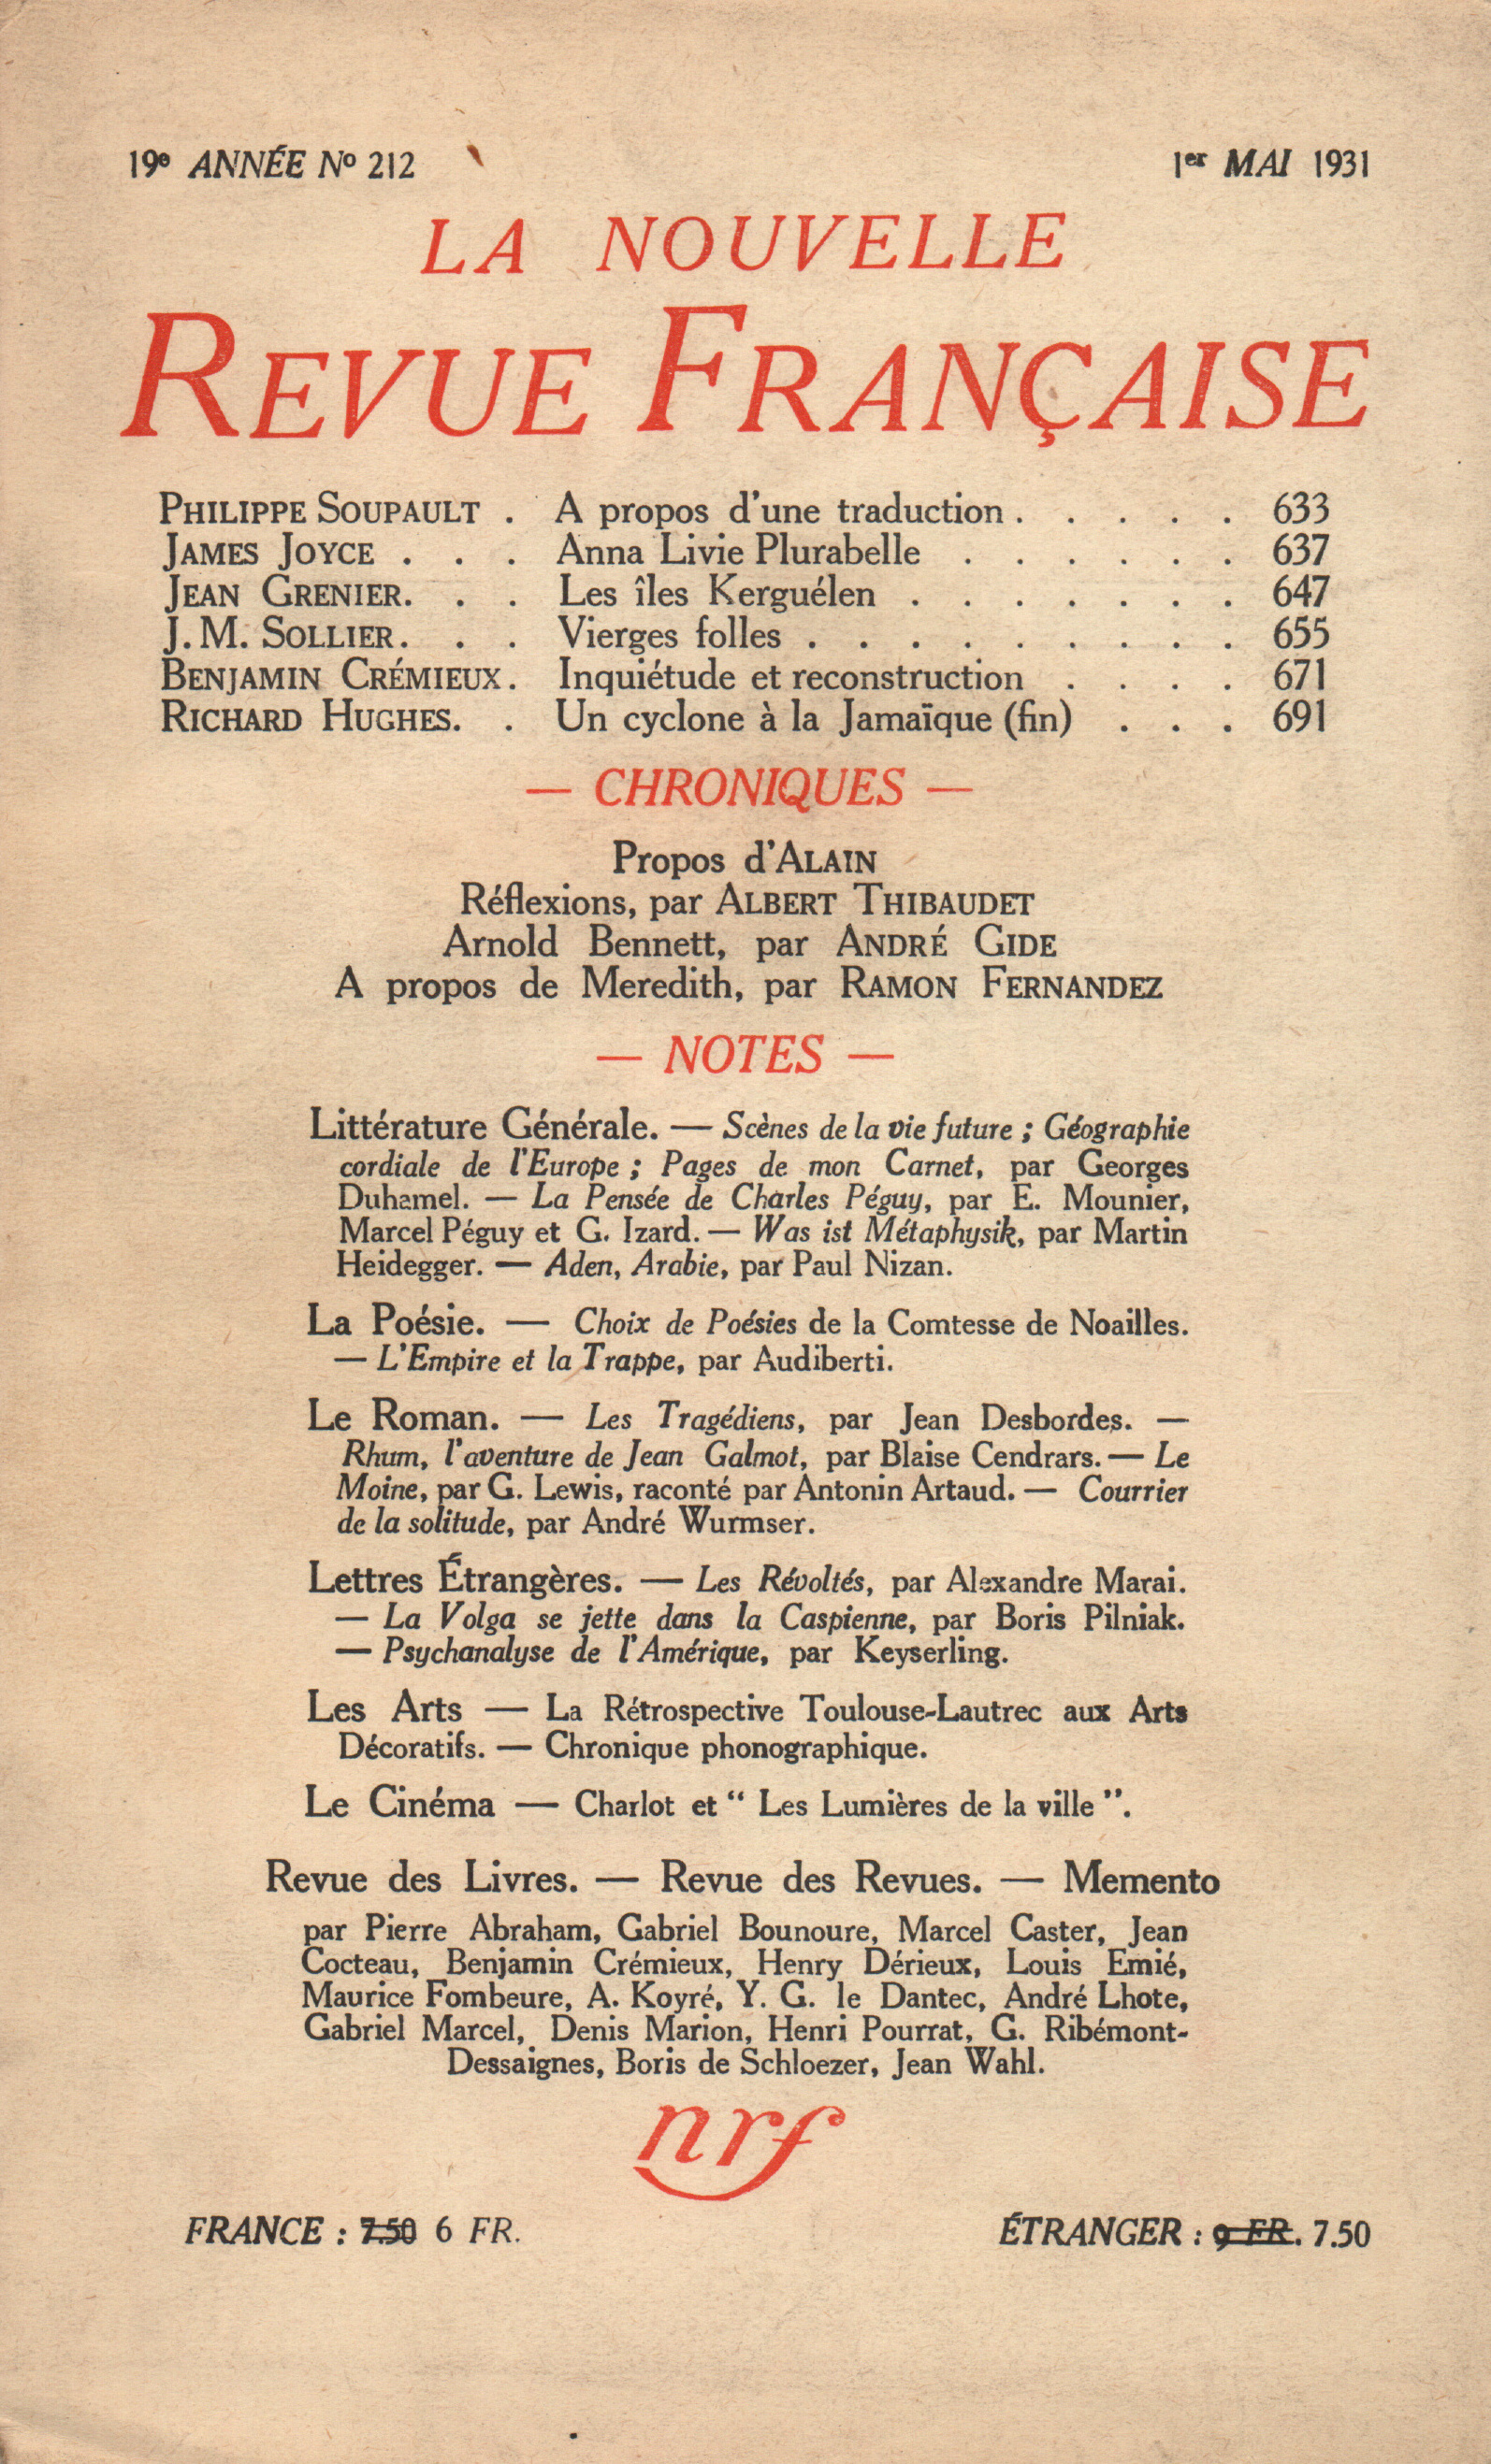 19e ANNÉE No 212
1er MAI 1931
LA NOUVELLE
REVUE FRANÇAISE
PHILIPPE SOUPAULT . A propos d'une traduction . . . . . 633
JAMES JOYCE . . . Anna Livie Plurabelle . . . . . . 637
JEAN GRENIER. . . Les îles Kerguélen . . . . . . . 647
J. M. SOLLIER. . . Vierges folles . . . . . . . . . 655
BENJAMIN CRÉMIEUX. Inquiétude et reconstruction . . . . 671
RICHARD HUGHES. . Un cyclone à la Jamaïque (fin) . . . 691
— CHRONIQUES —
Propos d'ALAIN
Réflexions, par ALBERT THIBAUDET
Arnold Bennett, par ANDRÉ GIDE
A propos de Meredith, par RAMON FERNANDEZ
— NOTES —
Littérature Générale. — Scènes de la vie future ; Géographie
cordiale de l'Europe ; Pages de mon Carnet, par Georges
Duhamel. — La Pensée de Charles Péguy, par E. Mounier,
Marcel Péguy et G. Izard. — Was ist Métaphysik, par Martin
Heidegger. — Aden, Arabie, par Paul Nizan.
La Poésie. — Choix de Poésies de la Comtesse de Noailles.
— L'Empire et la Trappe, par Audiberti.
Le Roman. — Les Tragédiens, par Jean Desbordes. —
Rhum, l'aventure de Jean Galmot, par Blaise Cendrars. — Le
Moine, par G. Lewis, raconté par Antonin Artaud. — Courrier
de la solitude, par André Wurmser.
Lettres Étrangères. — Les Révoltés, par Alexandre Marai.
— La Volga se jette dans la Caspienne, par Boris Pilniak.
— Psychanalyse de l'Amérique, par Keyserling.
Les Arts — La Rétrospective Toulouse-Lautrec aux Arts
Décoratifs. — Chronique phonographique.
Le Cinéma — Charlot et “ Les Lumières de la ville ”.
Revue des Livres. — Revue des Revues. — Memento
par Pierre Abraham, Gabriel Bounoure, Marcel Caster, Jean
Cocteau, Benjamin Crémieux, Henry Dérieux, Louis Emié,
Maurice Fombeure, A. Koyré, Y. G. le Dantec, André Lhote,
Gabriel Marcel, Denis Marion, Henri Pourrat, G. Ribémont-
Dessaignes, Boris de Schloezer, Jean Wahl.
nrf
FRANCE : 7.50 6 FR.
ÉTRANGER : 9 FR. 7.50